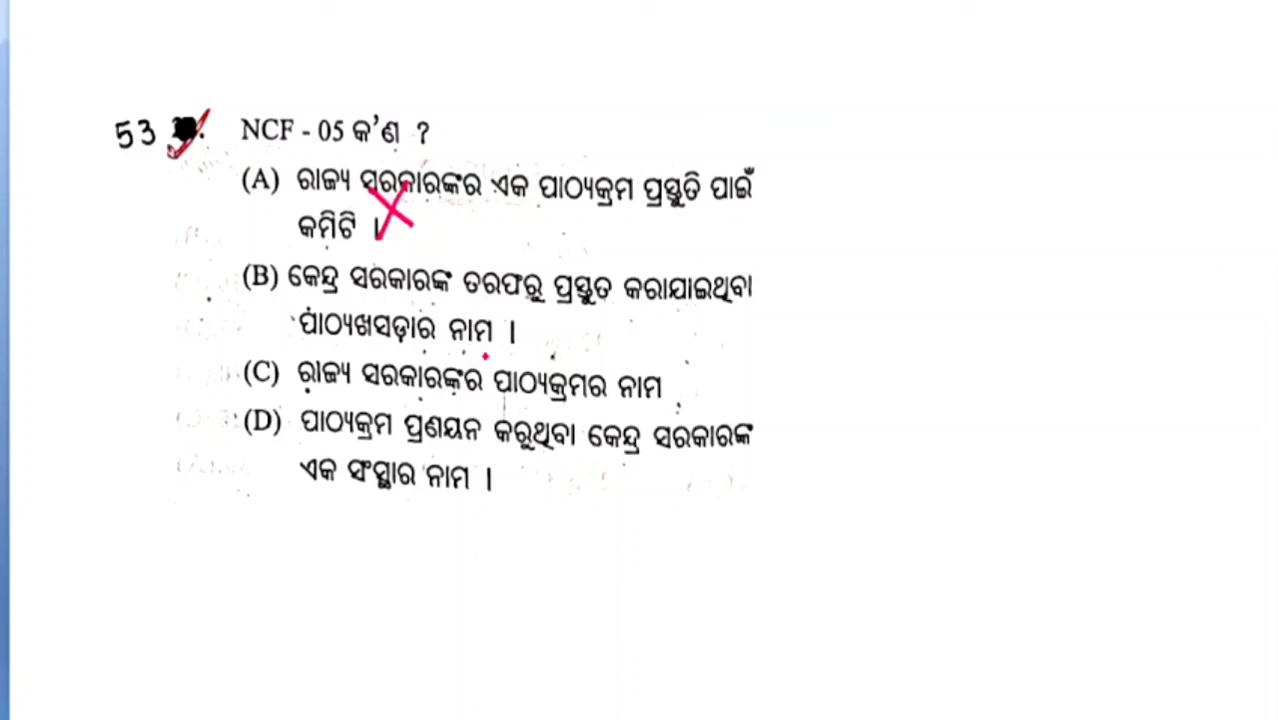 53. NCF - 05 କ'ଣ ?
(A) ରାଜ୍ୟ ସରକାରଙ୍କର ଏକ ପାଠ୍ୟକ୍ରମ ପ୍ରସ୍ତୁତି ପାଇଁ
କମିଟି ।
(B) କେନ୍ଦ୍ର ସରକାରଙ୍କ ତରଫରୁ ପ୍ରସ୍ତୁତ କରାଯାଇଥିବା
ପାଠ୍ୟଖସଡ଼ାର ନାମ ।
(C) ରାଜ୍ୟ ସରକାରଙ୍କର ପାଠ୍ୟକ୍ରମର ନାମ
(D) ପାଠ୍ୟକ୍ରମ ପ୍ରଣୟନ କରୁଥିବା କେନ୍ଦ୍ର ସରକାରଙ୍କ
ଏକ ସଂସ୍ଥାର ନାମ ।